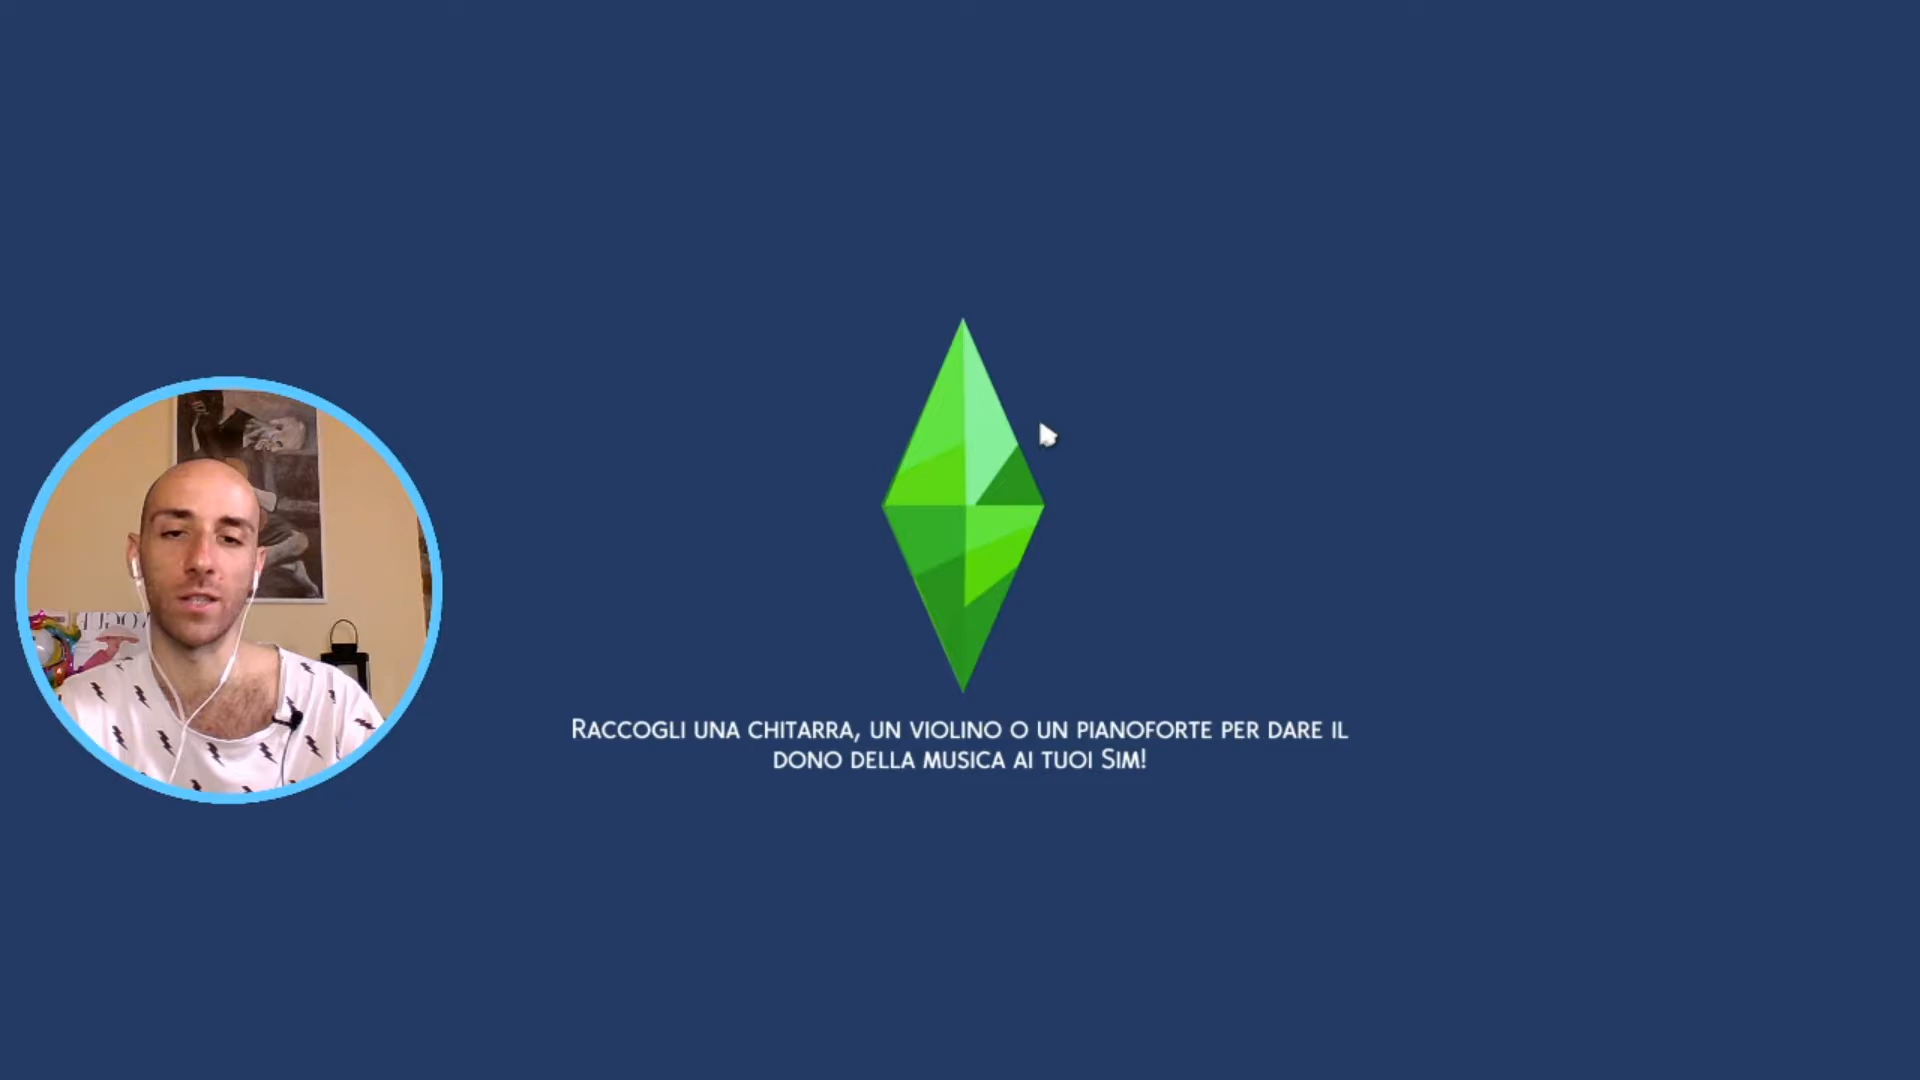 Raccogli una chitarra, un violino o un pianoforte per dare il
dono della musica ai tuoi Sim!